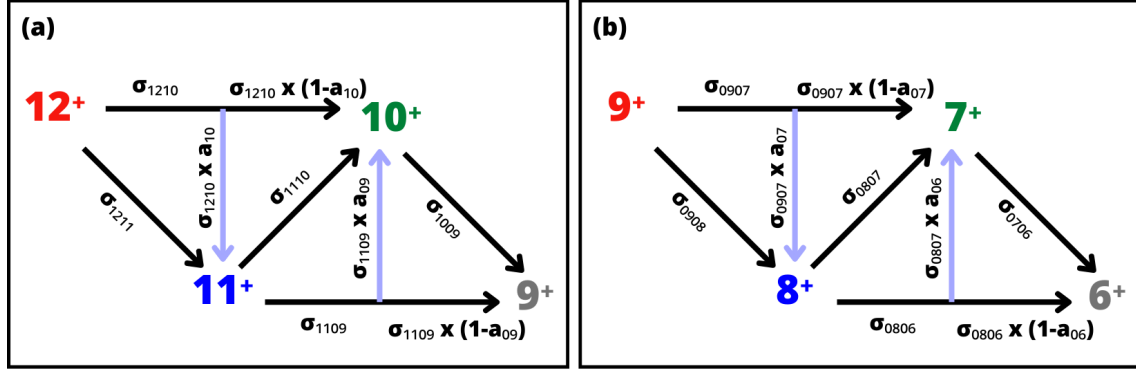 (a)
σ₁₂₁₀ σ₁₂₁₀ x (1-a₁₀)
12⁺ 10⁺
σ₁₂₁₁ σ₁₂₁₀ x a₁₀ σ₁₁₁₀ σ₁₁₀₉ x a₀₉ σ₁₀₀₉
11⁺ 9⁺
σ₁₁₀₉ σ₁₁₀₉ x (1-a₀₉)
(b)
σ₀₉₀₇ σ₀₉₀₇ x (1-a₀₇)
9⁺ 7⁺
σ₀₉₀₈ σ₀₉₀₇ x a₀₇ σ₀₈₀₇ σ₀₈₀₇ x a₀₆ σ₀₇₀₆
8⁺ 6⁺
σ₀₈₀₆ σ₀₈₀₆ x (1-a₀₆)